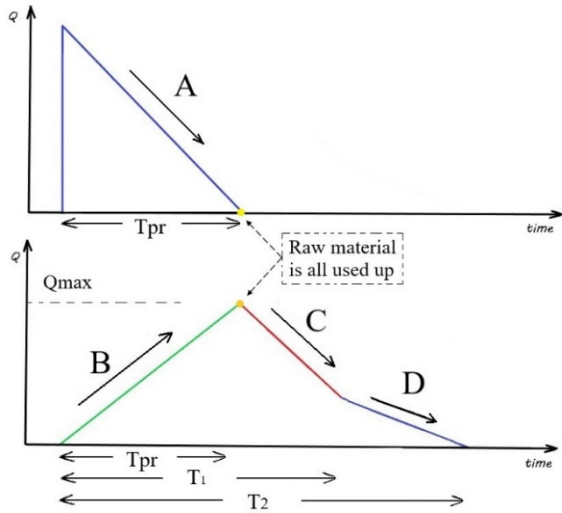 Q
A
Tpr
time
Raw material
is all used up
Q
Qmax
B
C
D
Tpr
time
T1
T2